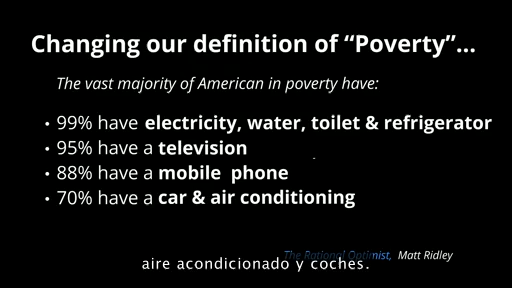 Changing our definition of “Poverty”...
The vast majority of American in poverty have:
• 99% have electricity, water, toilet & refrigerator
• 95% have a television
• 88% have a mobile phone
• 70% have a car & air conditioning
The Rational Optimist, Matt Ridley
aire acondicionado y coches.